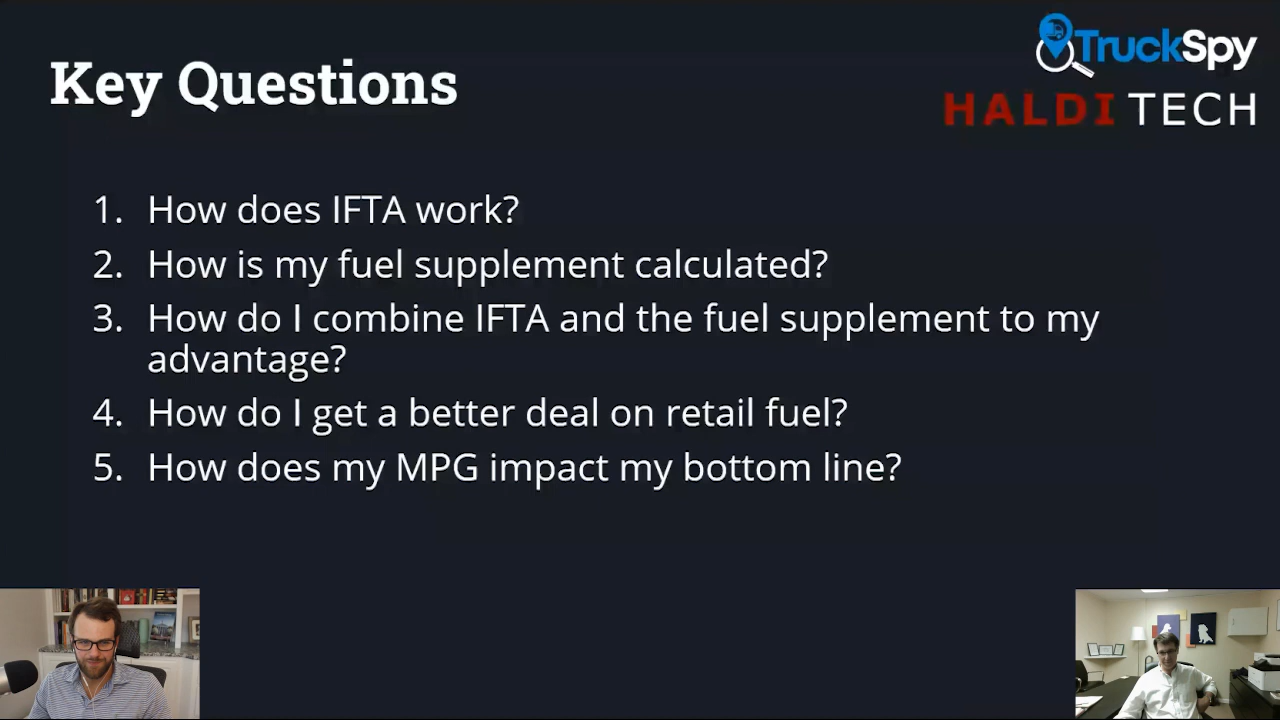 Key Questions
TruckSpy
HALDI TECH
1. How does IFTA work?
2. How is my fuel supplement calculated?
3. How do I combine IFTA and the fuel supplement to my
advantage?
4. How do I get a better deal on retail fuel?
5. How does my MPG impact my bottom line?